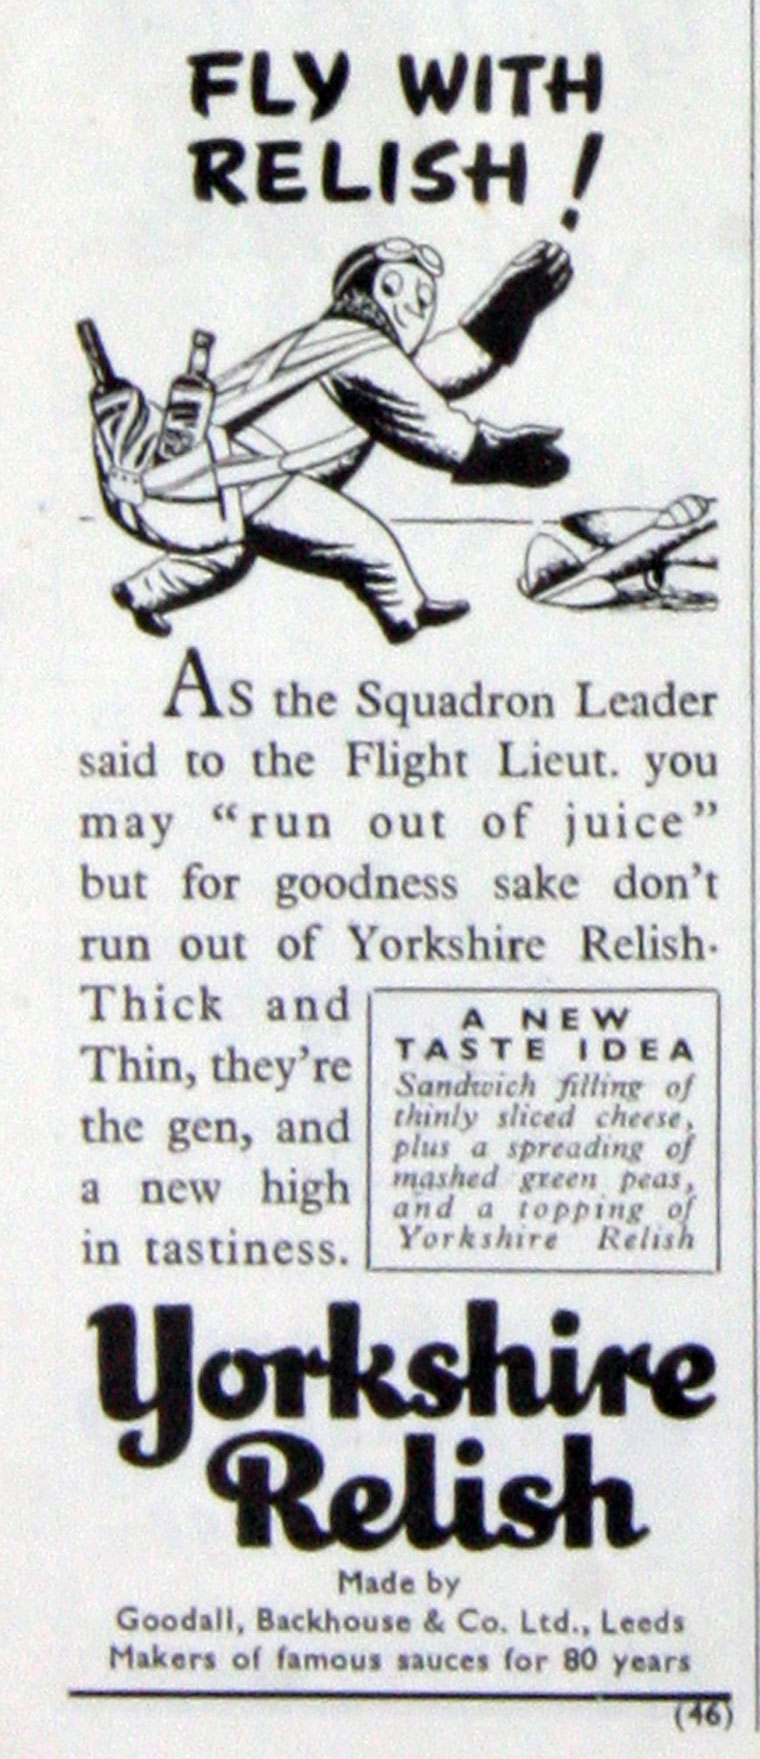 FLY WITH
RELISH!
As the Squadron Leader
said to the Flight Lieut. you
may "run out of juice"
but for goodness sake don't
run out of Yorkshire Relish.
Thick and
Thin, they're
the gen, and
a new high
in tastiness.
A NEW
TASTE IDEA
Sandwich filling of
thinly sliced cheese,
plus a spreading of
mashed green peas,
and a topping of
Yorkshire Relish
Yorkshire
Relish
Made by
Goodall, Backhouse & Co. Ltd., Leeds
Makers of famous sauces for 80 years
(46)